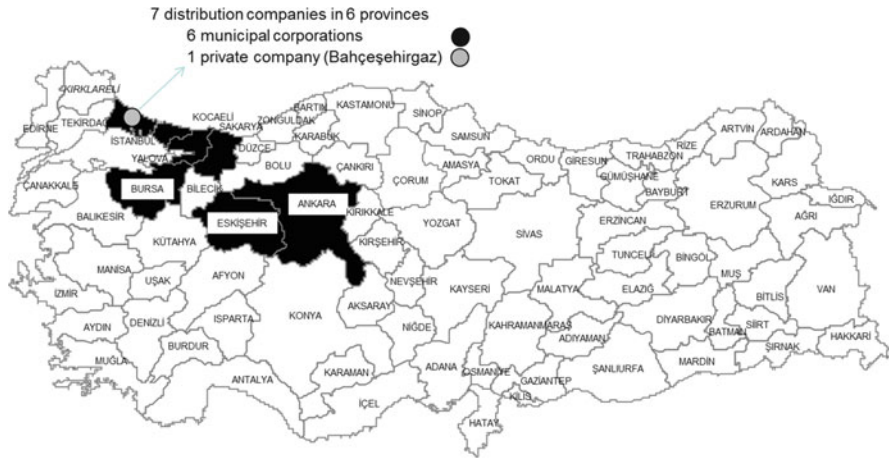 7 distribution companies in 6 provinces
6 municipal corporations
1 private company (Bahçeşehirgaz)
KIRKLARELİ
EDİRNE
TEKİRDAĞ
İSTANBUL
KOCAELİ
YALOVA
SAKARYA
DÜZCE
ZONGULDAK
BARTIN
KARABÜK
KASTAMONU
SİNOP
SAMSUN
ORDU
GİRESUN
TRAHABZON
RİZE
ARTVIN
ARDAHAN
ÇANAKKALE
BURSA
BİLECİK
BOLU
ÇANKIRI
ÇORUM
AMASYA
TOKAT
GÜMÜŞHANE
BAYBURT
KARS
BALIKESİR
ESKİŞEHİR
ANKARA
KIRIKKALE
YOZGAT
SİVAS
ERZİNCAN
ERZURUM
AĞRI
IĞDIR
KÜTAHYA
KIRŞEHİR
TUNCELİ
BİNGÖL
MUŞ
MANİSA
UŞAK
AFYON
NEVŞEHİR
KAYSERİ
MALATYA
ELAZIĞ
BİTLİS
VAN
İZMİR
AKSARAY
AYDIN
DENİZLİ
ISPARTA
KONYA
NİĞDE
KAHRAMANMARAŞ
ADIYAMAN
DİYARBAKIR
BATMAN
SİİRT
ŞIRNAK
HAKKARİ
MUĞLA
BURDUR
ANTALYA
KARAMAN
İÇEL
ADANA
OSMANİYE
GAZİANTEP
KİLİS
ŞANLIURFA
MARDİN
HATAY